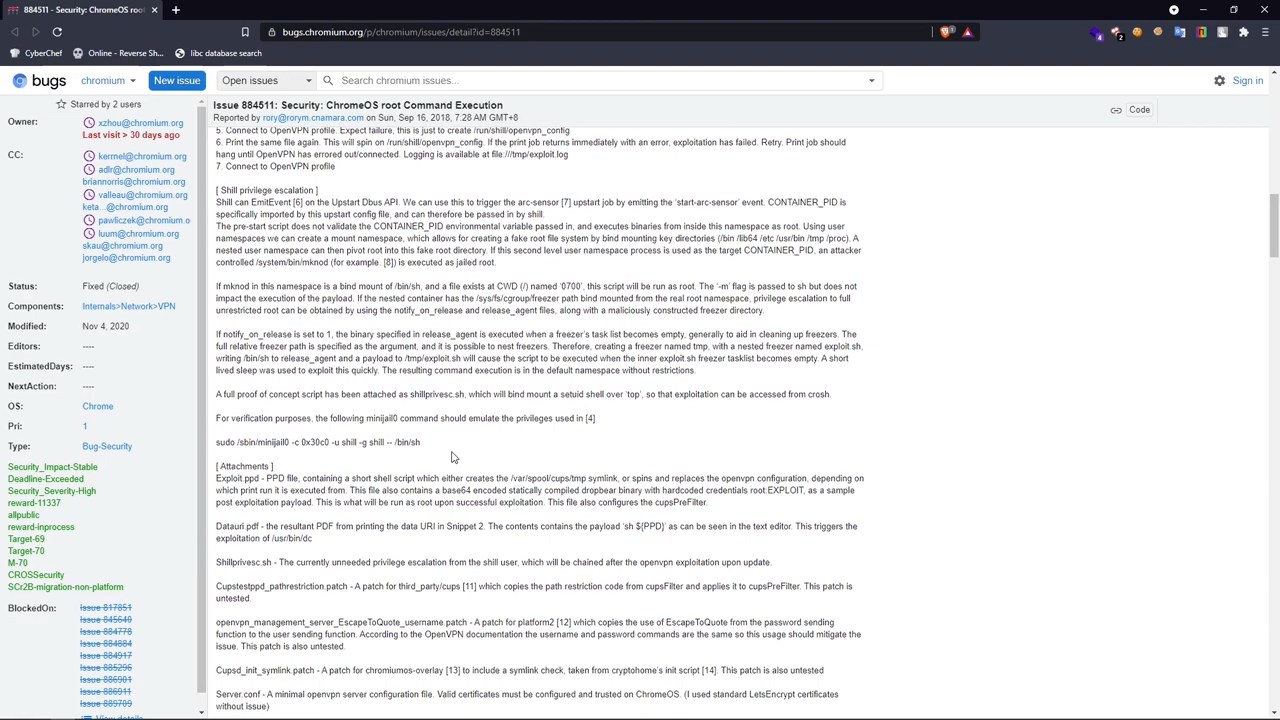 884511 - Security: ChromeOS root
bugs.chromium.org/p/chromium/issues/detail?id=884511
CyberChef
Online - Reverse Sh...
libc database search
bugs
chromium
New issue
Open issues
Search chromium issues...
Sign in
Starred by 2 users
Issue 884511: Security: ChromeOS root Command Execution
Reported by rory@rorym.cnamara.com on Sun, Sep 16, 2018, 7:28 AM GMT+8
Code
Owner:
xzhou@chromium.org
Last visit > 30 days ago
CC:
kerrnel@chromium.org
adlr@chromium.org
briannorris@chromium.org
valleau@chromium.org
keta...@chromium.org
pawliczek@chromium.o
luum@chromium.org
skau@chromium.org
jorgelo@chromium.org
Status:
Fixed (Closed)
Components:
Internals>Network>VPN
Modified:
Nov 4, 2020
Editors:
----
EstimatedDays:
----
NextAction:
----
OS:
Chrome
Pri:
1
Type:
Bug-Security
Security_Impact-Stable
Deadline-Exceeded
Security_Severity-High
reward-11337
allpublic
reward-inprocess
Target-69
Target-70
M-70
CROSSecurity
SCr2B-migration-non-platform
BlockedOn:
Issue 817851
Issue 845640
Issue 884778
Issue 884884
Issue 884917
Issue 885296
Issue 886901
Issue 886911
Issue 889709
View details
5. Connect to OpenVPN profile. Expect failure, this is just to create /run/shill/openvpn_config
6. Print the same file again. This will spin on /run/shill/openvpn_config. If the print job returns immediately with an error, exploitation has failed. Retry. Print job should
hang until OpenVPN has errored out/connected. Logging is available at file:///tmp/exploit.log
7. Connect to OpenVPN profile
[ Shill privilege escalation ]
Shill can EmitEvent [6] on the Upstart Dbus API. We can use this to trigger the arc-sensor [7] upstart job by emitting the 'start-arc-sensor' event. CONTAINER_PID is
specifically imported by this upstart config file, and can therefore be passed in by shill.
The pre-start script does not validate the CONTAINER_PID environmental variable passed in, and executes binaries from inside this namespace as root. Using user
namespaces we can create a mount namespace, which allows for creating a fake root file system by bind mounting key directories (/bin /lib64 /etc /usr/bin /tmp /proc). A
nested user namespace can then pivot root into this fake root directory. If this second level user namespace process is used as the target CONTAINER_PID, an attacker
controlled /system/bin/mknod (for example. [8]) is executed as jailed root.
If mknod in this namespace is a bind mount of /bin/sh, and a file exists at CWD (/) named '0700', this script will be run as root. The '-m' flag is passed to sh but does not
impact the execution of the payload. If the nested container has the /sys/fs/cgroup/freezer path bind mounted from the real root namespace, privilege escalation to full
unrestricted root can be obtained by using the notify_on_release and release_agent files, along with a maliciously constructed freezer directory.
If notify_on_release is set to 1, the binary specified in release_agent is executed when a freezer's task list becomes empty, generally to aid in cleaning up freezers. The
full relative freezer path is specified as the argument, and it is possible to nest freezers. Therefore, creating a freezer named tmp, with a nested freezer named exploit.sh,
writing /bin/sh to release_agent and a payload to /tmp/exploit.sh will cause the script to be executed when the inner exploit.sh freezer tasklist becomes empty. A short
lived sleep was used to exploit this quickly. The resulting command execution is in the default namespace without restrictions.
A full proof of concept script has been attached as shillprivesc.sh, which will bind mount a setuid shell over 'top', so that exploitation can be accessed from crosh.
For verification purposes, the following minijail0 command should emulate the privileges used in [4]
sudo /sbin/minijail0 -c 0x30c0 -u shill -g shill -- /bin/sh
[ Attachments ]
Exploit.ppd - PPD file, containing a short shell script which either creates the /var/spool/cups/tmp symlink, or spins and replaces the openvpn configuration, depending on
which print run it is executed from. This file also contains a base64 encoded statically compiled dropbear binary with hardcoded credentials root:EXPLOIT, as a sample
post exploitation payload. This is what will be run as root upon successful exploitation. This file also configures the cupsPreFilter.
Datauri.pdf - the resultant PDF from printing the data URI in Snippet 2. The contents contains the payload 'sh ${PPD}' as can be seen in the text editor. This triggers the
exploitation of /usr/bin/dc
Shillprivesc.sh - The currently unneeded privilege escalation from the shill user, which will be chained after the openvpn exploitation upon update.
Cupstestppd_pathrestriction.patch - A patch for third_party/cups [11] which copies the path restriction code from cupsFilter and applies it to cupsPreFilter. This patch is
untested.
openvpn_management_server_EscapeToQuote_username.patch - A patch for platform2 [12] which copies the use of EscapeToQuote from the password sending
function to the user sending function. According to the OpenVPN documentation the username and password commands are the same so this usage should mitigate the
issue. This patch is also untested.
Cupsd_init_symlink.patch - A patch for chromiumos-overlay [13] to include a symlink check, taken from cryptohome's init script [14]. This patch is also untested
Server.conf - A minimal openvpn server configuration file. Valid certificates must be configured and trusted on ChromeOS. (I used standard LetsEncrypt certificates
without issue)